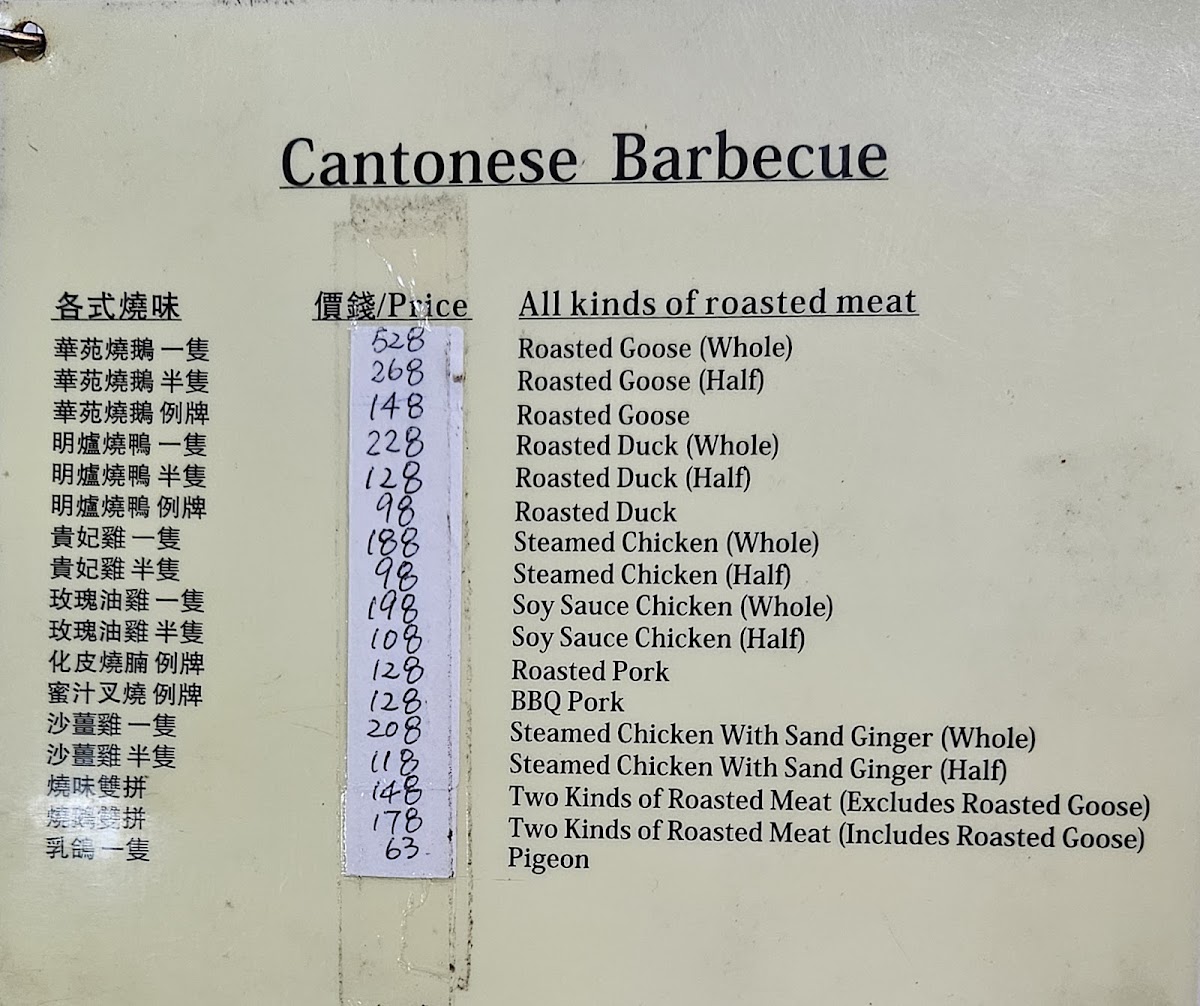 Cantonese Barbecue
各式燒味 價錢/Price All kinds of roasted meat
華苑燒鵝 一隻 528 Roasted Goose (Whole)
華苑燒鵝 半隻 268 Roasted Goose (Half)
華苑燒鵝 例牌 148 Roasted Goose
明爐燒鴨 一隻 228 Roasted Duck (Whole)
明爐燒鴨 半隻 128 Roasted Duck (Half)
明爐燒鴨 例牌 98 Roasted Duck
貴妃雞 一隻 188 Steamed Chicken (Whole)
貴妃雞 半隻 98 Steamed Chicken (Half)
玫瑰油雞 一隻 198 Soy Sauce Chicken (Whole)
玫瑰油雞 半隻 108 Soy Sauce Chicken (Half)
化皮燒腩 例牌 128 Roasted Pork
蜜汁叉燒 例牌 128 BBQ Pork
沙薑雞 一隻 208 Steamed Chicken With Sand Ginger (Whole)
沙薑雞 半隻 118 Steamed Chicken With Sand Ginger (Half)
燒味雙拼 148 Two Kinds of Roasted Meat (Excludes Roasted Goose)
燒鵝雙拼 178 Two Kinds of Roasted Meat (Includes Roasted Goose)
乳鴿 一隻 63 Pigeon